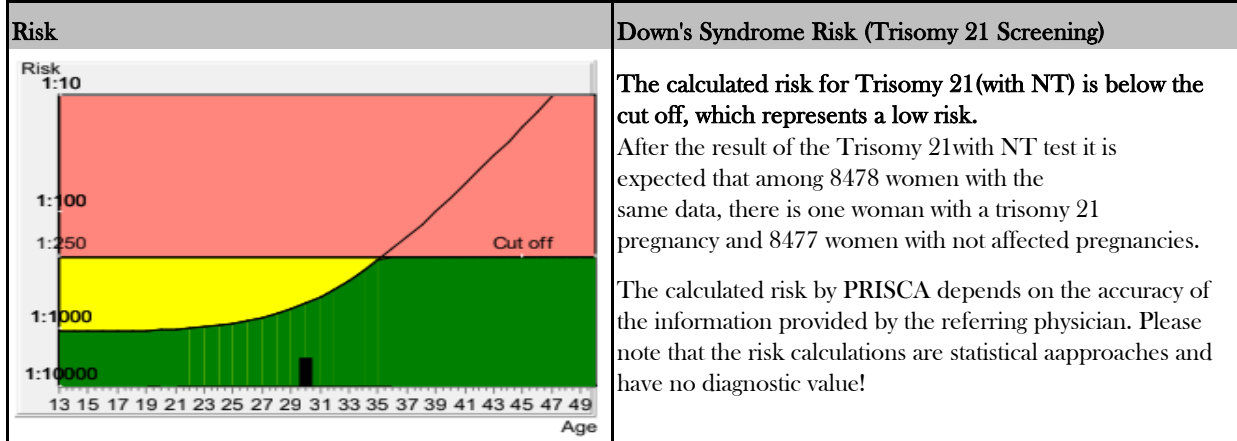 Risk
Risk
1:10
1:100
1:250
Cut off
1:1000
1:10000
13 15 17 19 21 23 25 27 29 31 33 35 37 39 41 43 45 47 49
Age
Down's Syndrome Risk (Trisomy 21 Screening)
The calculated risk for Trisomy 21(with NT) is below the
cut off, which represents a low risk.
After the result of the Trisomy 21with NT test it is
expected that among 8478 women with the
same data, there is one woman with a trisomy 21
pregnancy and 8477 women with not affected pregnancies.
The calculated risk by PRISCA depends on the accuracy of
the information provided by the referring physician. Please
note that the risk calculations are statistical aapproaches and
have no diagnostic value!